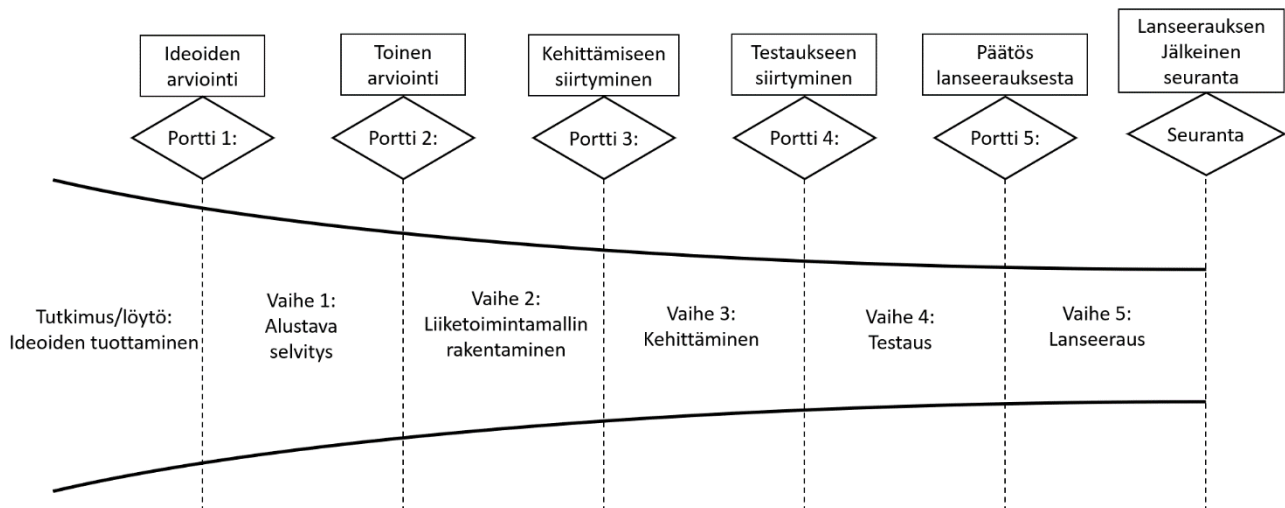 Ideoiden
arviointi
Toinen
arviointi
Kehittämiseen
siirtyminen
Testaukseen
siirtyminen
Päätös
lanseerauksesta
Lanseerauksen
Jälkeinen
seuranta
Portti 1:
Portti 2:
Portti 3:
Portti 4:
Portti 5:
Seuranta
Tutkimus/löytö:
Ideoiden tuottaminen
Vaihe 1:
Alustava
selvitys
Vaihe 2:
Liiketoimintamallin
rakentaminen
Vaihe 3:
Kehittäminen
Vaihe 4:
Testaus
Vaihe 5:
Lanseeraus